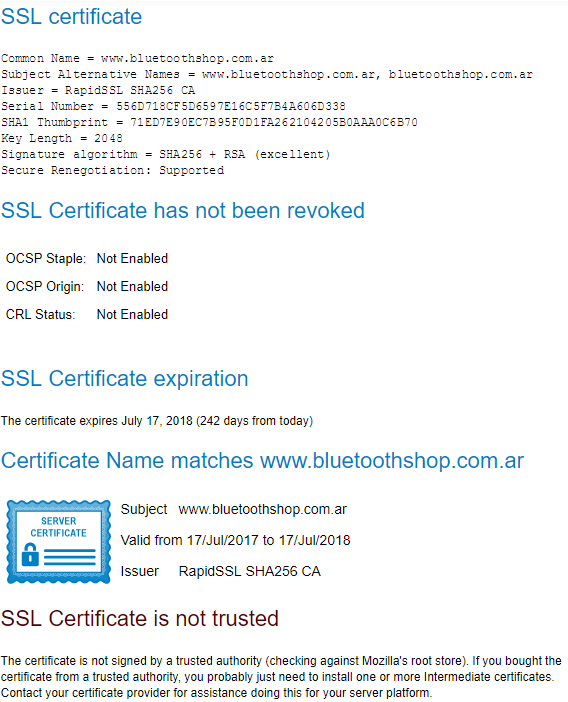 SSL certificate
Common Name = www.bluetoothshop.com.ar
Subject Alternative Names = www.bluetoothshop.com.ar, bluetoothshop.com.ar
Issuer = RapidSSL SHA256 CA
Serial Number = 556D718CF5D6597E16C5F7B4A606D338
SHA1 Thumbprint = 71ED7E90EC7B95F0D1FA262104205B0AAA0C6B70
Key Length = 2048
Signature algorithm = SHA256 + RSA (excellent)
Secure Renegotiation: Supported
SSL Certificate has not been revoked
OCSP Staple: Not Enabled
OCSP Origin: Not Enabled
CRL Status: Not Enabled
SSL Certificate expiration
The certificate expires July 17, 2018 (242 days from today)
Certificate Name matches www.bluetoothshop.com.ar
SERVER
CERTIFICATE
Subject www.bluetoothshop.com.ar
Valid from 17/Jul/2017 to 17/Jul/2018
Issuer RapidSSL SHA256 CA
SSL Certificate is not trusted
The certificate is not signed by a trusted authority (checking against Mozilla's root store). If you bought the
certificate from a trusted authority, you probably just need to install one or more Intermediate certificates.
Contact your certificate provider for assistance doing this for your server platform.